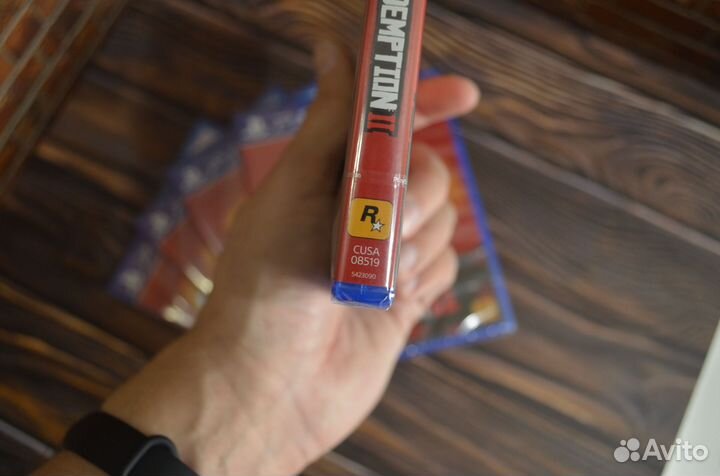 DEMPTION II
R
CUSA
08519
5423090
Avito